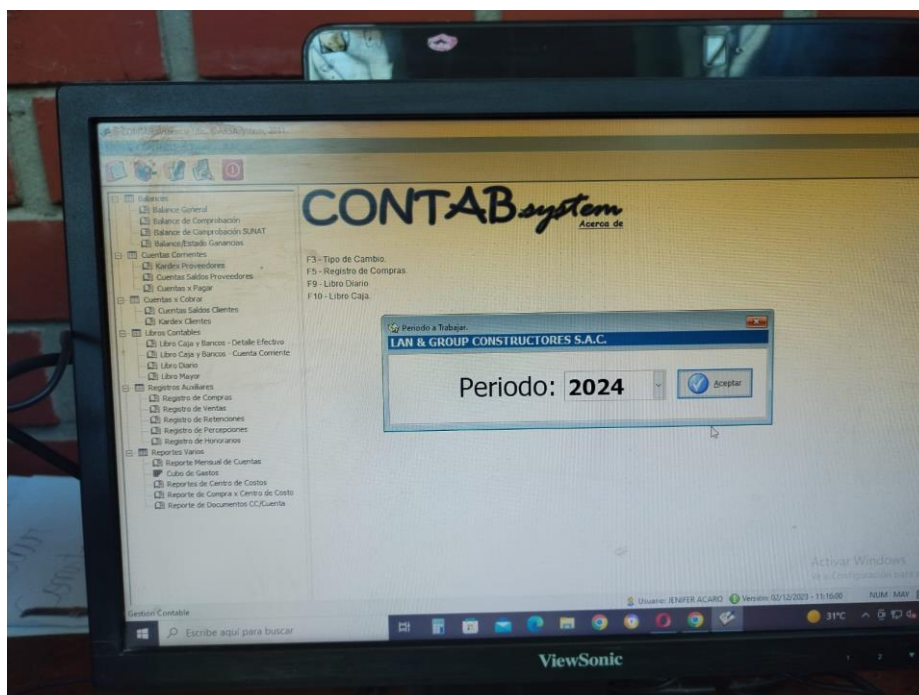 Balances
Balance General
Balance de Comprobación
Balance de Comprobación SUNAT
Balance/Estado Ganancias
Cuentas Corrientes
Kardex Proveedores
Cuentas Saldos Proveedores
Cuentas x Pagar
Cuentas x Cobrar
Cuentas Saldos Clientes
Kardex Clientes
Libros Contables
Libro Caja y Bancos - Detalle Efectivo
Libro Caja y Bancos - Cuenta Corriente
Libro Diario
Libro Mayor
Registros Auxiliares
Registro de Compras
Registro de Ventas
Registro de Retenciones
Registro de Percepciones
Registro de Honorarios
Reportes Varios
Reporte Mensual de Cuentas
Cubo de Gastos
Reportes de Centro de Costos
Reporte de Compra x Centro de Costo
Reporte de Documentos CC/Cuenta
CONTAB system
Acerca de
F3 - Tipo de Cambio.
F5 - Registro de Compras.
F9 - Libro Diario.
F10 - Libro Caja.
Periodo a Trabajar.
LAN & GROUP CONSTRUCTORES S.A.C.
Periodo: 2024 Aceptar
Activar Windows
Gestión Contable
Usuario: JENIFER ACARO Versión: 02/12/2023 - 11:16:00 NUM MAY
Escribe aquí para buscar
31°C
ViewSonic
1 2